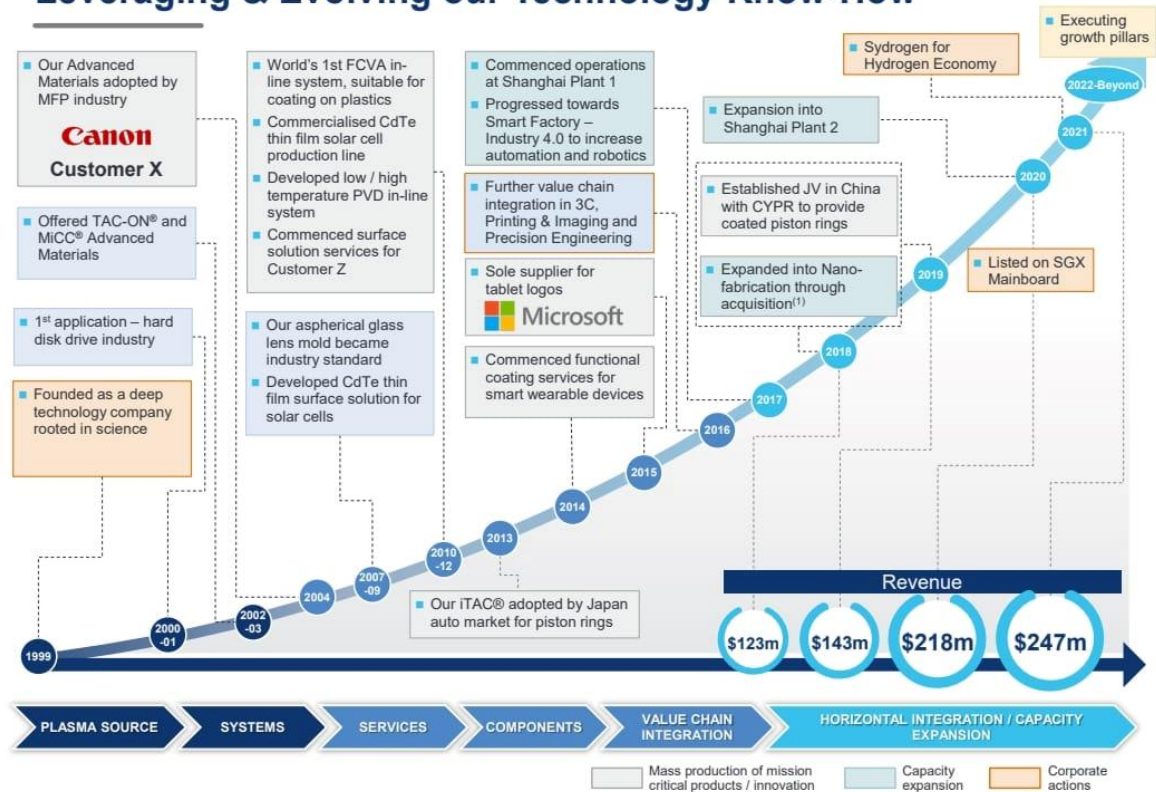 Leveraging & Evolving our Technology Know-How
Our Advanced
Materials adopted by
MFP industry
Canon
Customer X
Offered TAC-ON® and
MiCC® Advanced
Materials
1st application – hard
disk drive industry
Founded as a deep
technology company
rooted in science
World's 1st FCVA in-
line system, suitable for
coating on plastics
Commercialised CdTe
thin film solar cell
production line
Developed low / high
temperature PVD in-line
system
Commenced surface
solution services for
Customer Z
Our aspherical glass
lens mold became
industry standard
Developed CdTe thin
film surface solution for
solar cells
Commenced operations
at Shanghai Plant 1
Progressed towards
Smart Factory –
Industry 4.0 to increase
automation and robotics
Further value chain
integration in 3C,
Printing & Imaging and
Precision Engineering
Sole supplier for
tablet logos
Microsoft
Commenced functional
coating services for
smart wearable devices
Our iTAC® adopted by Japan
auto market for piston rings
Sydrogen for
Hydrogen Economy
Executing
growth pillars
Expansion into
Shanghai Plant 2
Established JV in China
with CYPR to provide
coated piston rings
Expanded into Nano-
fabrication through
acquisition(1)
Listed on SGX
Mainboard
1999
2000
-01
2002
-03
2004
2007
-09
2010
-12
2013
2014
2015
2016
2017
2018
2019
2020
2021
2022-Beyond
Revenue
$123m
$143m
$218m
$247m
PLASMA SOURCE
SYSTEMS
SERVICES
COMPONENTS
VALUE CHAIN
INTEGRATION
HORIZONTAL INTEGRATION / CAPACITY
EXPANSION
Mass production of mission
critical products / innovation
Capacity
expansion
Corporate
actions